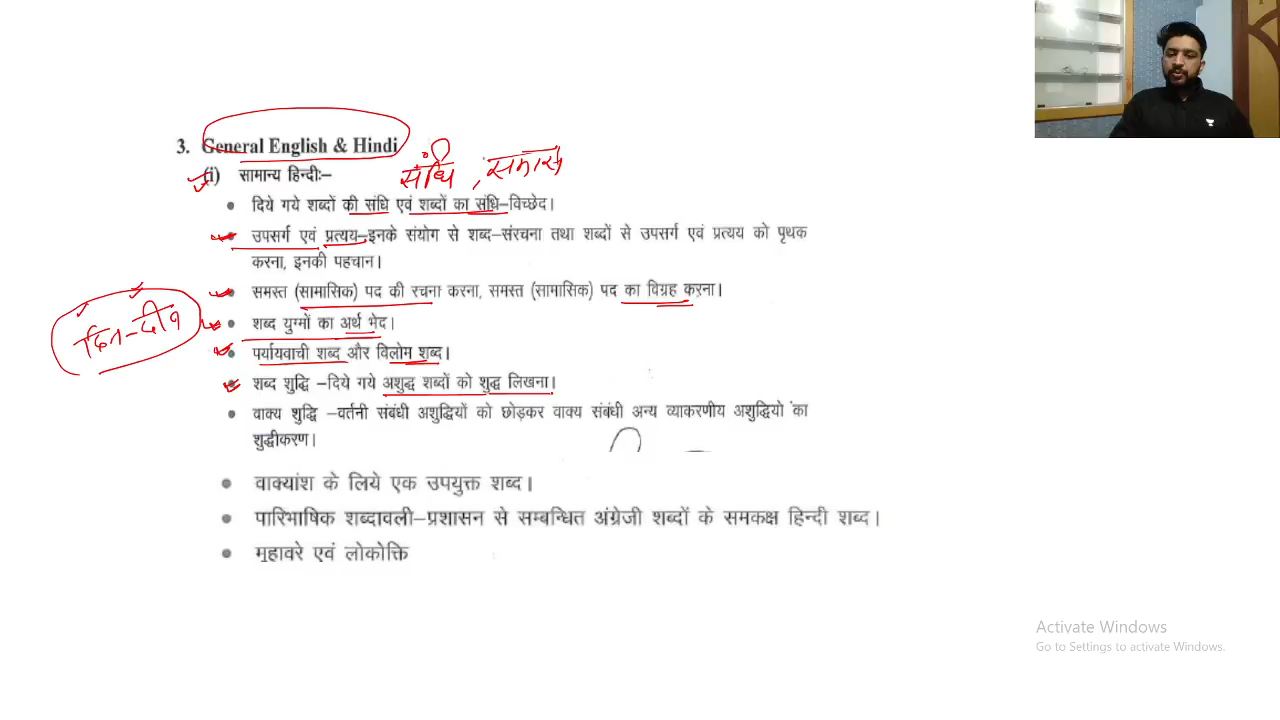 3. General English & Hindi
संधि, समास
(i) सामान्य हिन्दीः–
• दिये गये शब्दों की संधि एवं शब्दों का संधि–विच्छेद।
• उपसर्ग एवं प्रत्यय–इनके संयोग से शब्द–संरचना तथा शब्दों से उपसर्ग एवं प्रत्यय को पृथक
करना, इनकी पहचान।
• समस्त (सामासिक) पद की रचना करना, समस्त (सामासिक) पद का विग्रह करना।
• शब्द युग्मों का अर्थ भेद।
• पर्यायवाची शब्द और विलोम शब्द।
• शब्द शुद्धि –दिये गये अशुद्ध शब्दों को शुद्ध लिखना।
• वाक्य शुद्धि –वर्तनी संबंधी अशुद्धियों को छोड़कर वाक्य संबंधी अन्य व्याकरणीय अशुद्धियो का
शुद्धीकरण।
• वाक्यांश के लिये एक उपयुक्त शब्द।
• पारिभाषिक शब्दावली–प्रशासन से सम्बन्धित अंग्रेजी शब्दों के समकक्ष हिन्दी शब्द।
• मुहावरे एवं लोकोक्ति
Activate Windows
Go to Settings to activate Windows.